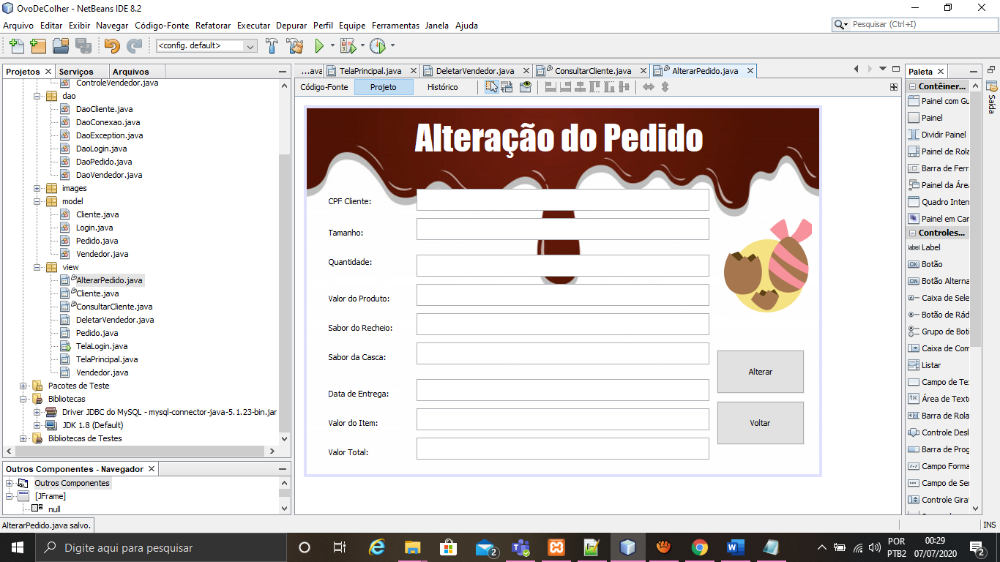 OvoDeColher - NetBeans IDE 8.2
Arquivo Editar Exibir Navegar Código-Fonte Refatorar Executar Depurar Perfil Equipe Ferramentas Janela Ajuda
Pesquisar (Ctrl+I)
<config. default>
Projetos Serviços Arquivos
ControleVendedor.java
dao
DaoCliente.java
DaoConexao.java
DaoException.java
DaoLogin.java
DaoPedido.java
DaoVendedor.java
images
model
Cliente.java
Login.java
Pedido.java
Vendedor.java
view
AlterarPedido.java
Cliente.java
ConsultarCliente.java
DeletarVendedor.java
Pedido.java
TelaLogin.java
TelaPrincipal.java
Vendedor.java
Pacotes de Teste
Bibliotecas
Driver JDBC do MySQL - mysql-connector-java-5.1.23-bin.jar
JDK 1.8 (Default)
Bibliotecas de Testes
Outros Componentes - Navegador
Outros Componentes
[JFrame]
null
...ava TelaPrincipal.java DeletarVendedor.java ConsultarCliente.java AlterarPedido.java
Código-Fonte Projeto Histórico
Alteração do Pedido
CPF Cliente:
Tamanho:
Quantidade:
Valor do Produto:
Sabor do Recheio:
Sabor da Casca:
Data de Entrega:
Valor do Item:
Valor Total:
Alterar
Voltar
Paleta
Contêiner...
Painel com Gu
Painel
Dividir Painel
Painel de Rola
Barra de Ferr
Painel da Área
Quadro Inter
Painel em Car
Controles...
Label
Botão
Botão Alterna
Caixa de Sele
Botão de Rád
Grupo de Bot
Caixa de Com
Listar
Campo de Te
Área de Text
Barra de Rola
Controle Desl
Barra de Prog
Campo Forma
Campo de Se
Controle Girat
Saída
AlterarPedido.java salvo.
INS
Digite aqui para pesquisar
2
POR
PTB2
00:29
07/07/2020
2